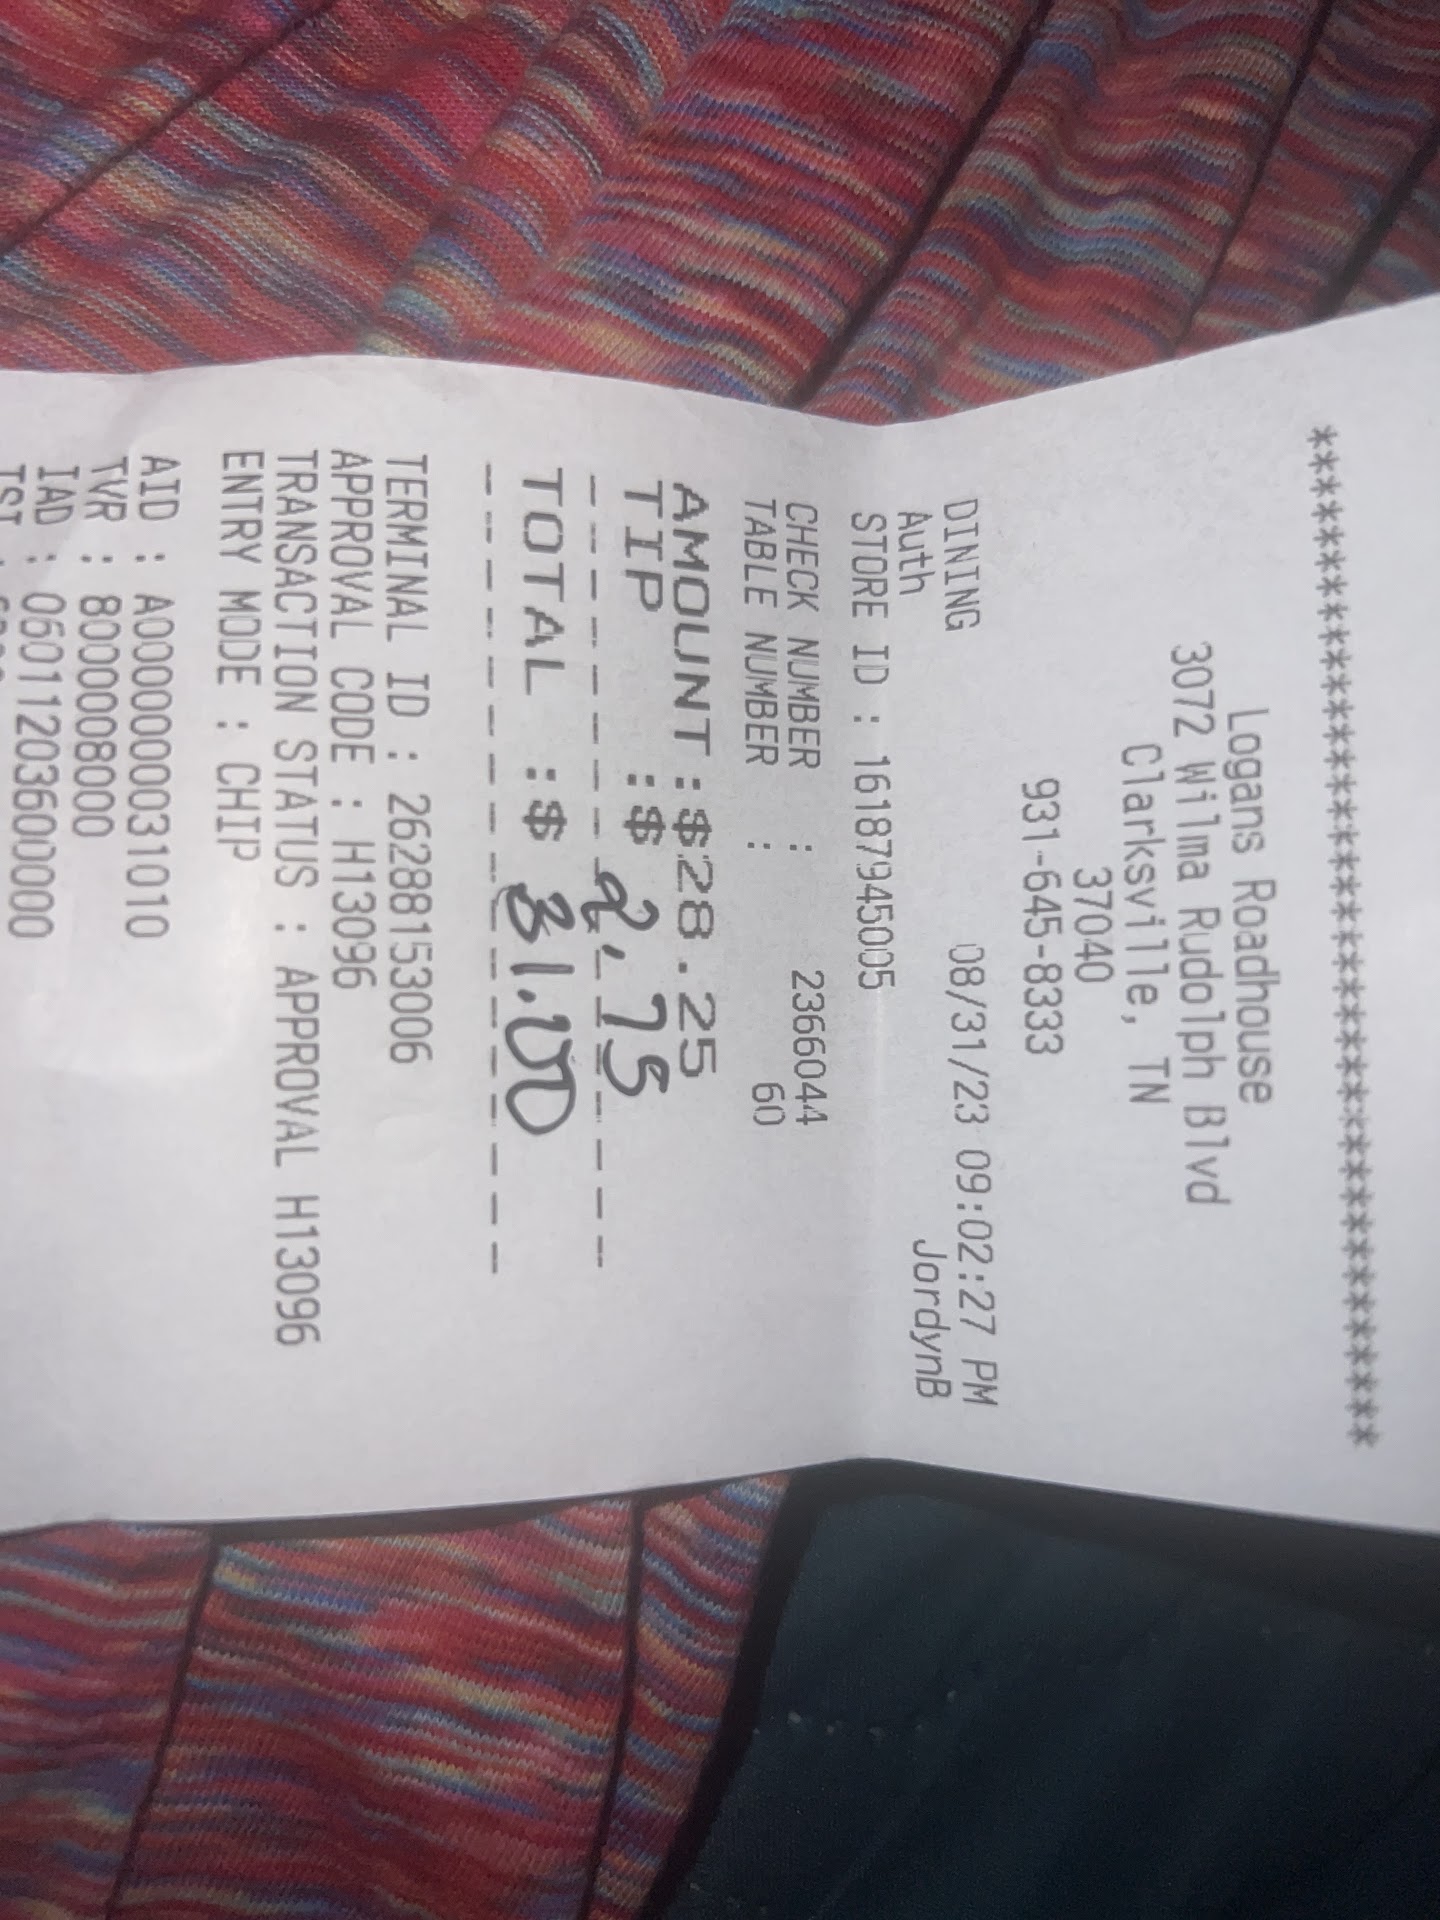 **************************************
Logans Roadhouse
3072 Wilma Rudolph Blvd
Clarksville, TN
37040
931-645-8333
DINING 08/31/23 09:02:27 PM
Auth JordynB
STORE ID : 16187945005
CHECK NUMBER : 2366044
TABLE NUMBER : 60
AMOUNT :$28.25
TIP :$ 2.75
--------------------
TOTAL :$ 31.00
--------------------
TERMINAL ID : 26288153006
APPROVAL CODE : H13096
TRANSACTION STATUS : APPROVAL H13096
ENTRY MODE : CHIP
AID : A0000000031010
TVR : 8000008000
IAD : 06011203600000